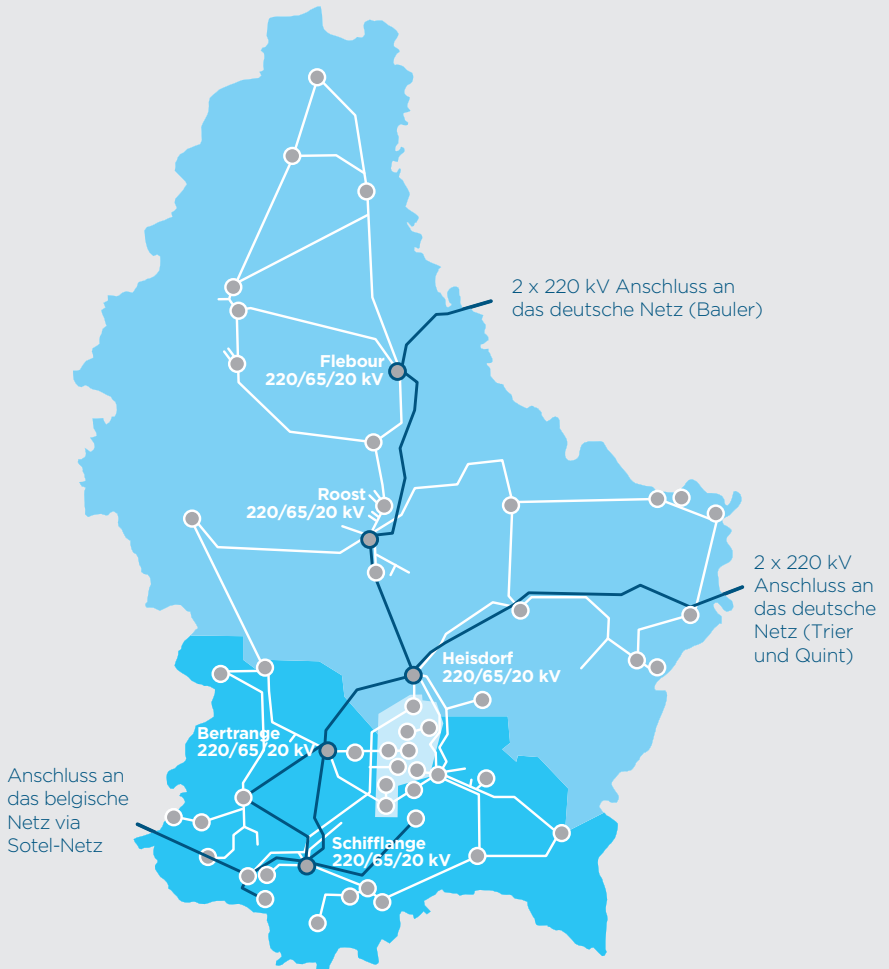 2 x 220 kV Anschluss an
das deutsche Netz (Bauler)
Flebour
220/65/20 kV
Roost
220/65/20 kV
2 x 220 kV
Anschluss an
das deutsche
Netz (Trier
und Quint)
Heisdorf
220/65/20 kV
Bertrange
220/65/20 kV
Anschluss an
das belgische
Netz via
Sotel-Netz
Schifflange
220/65/20 kV